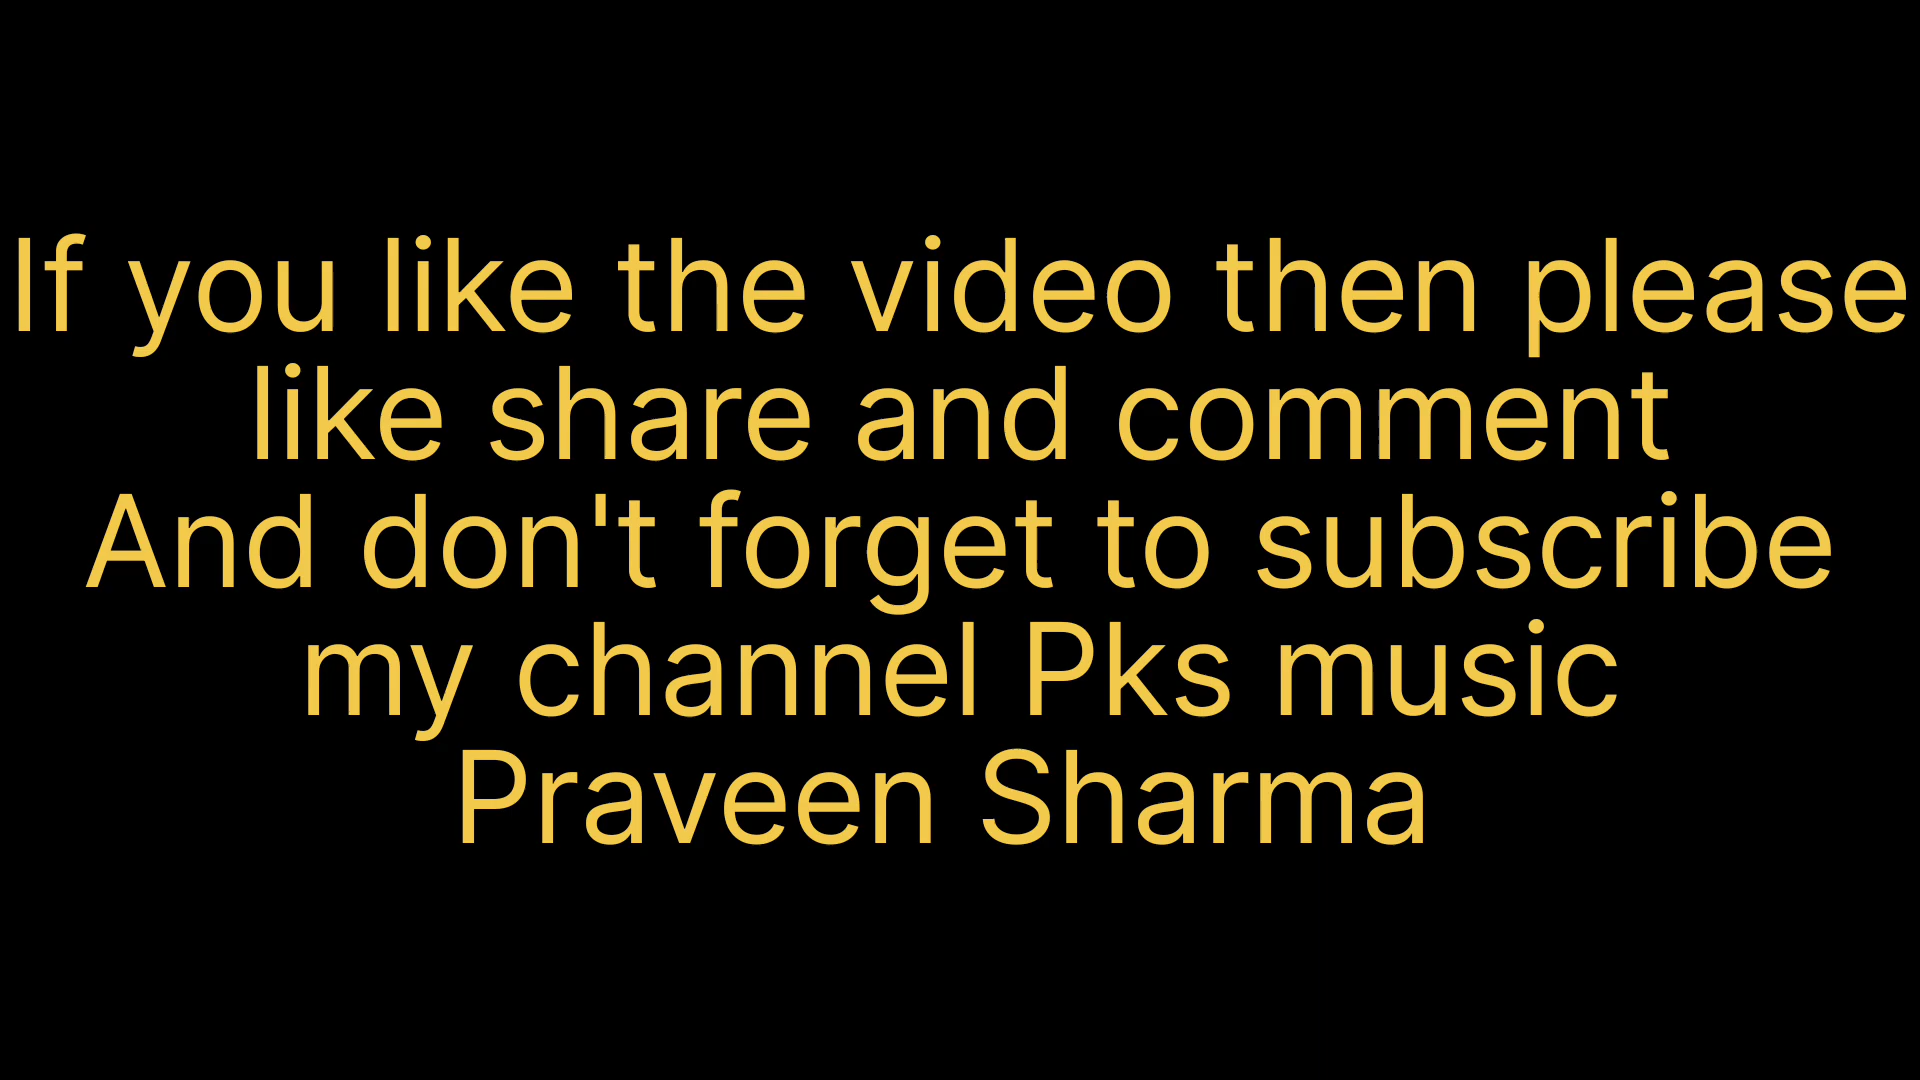 If you like the video then please
like share and comment
And don't forget to subscribe
my channel Pks music
Praveen Sharma